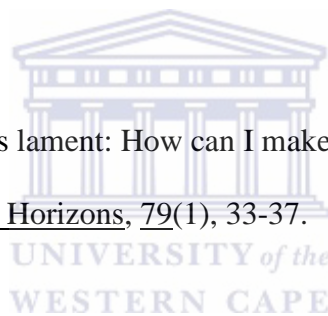 s lament: How can I make
Horizons, 79(1), 33-37.
UNIVERSITY of the
WESTERN CAPE